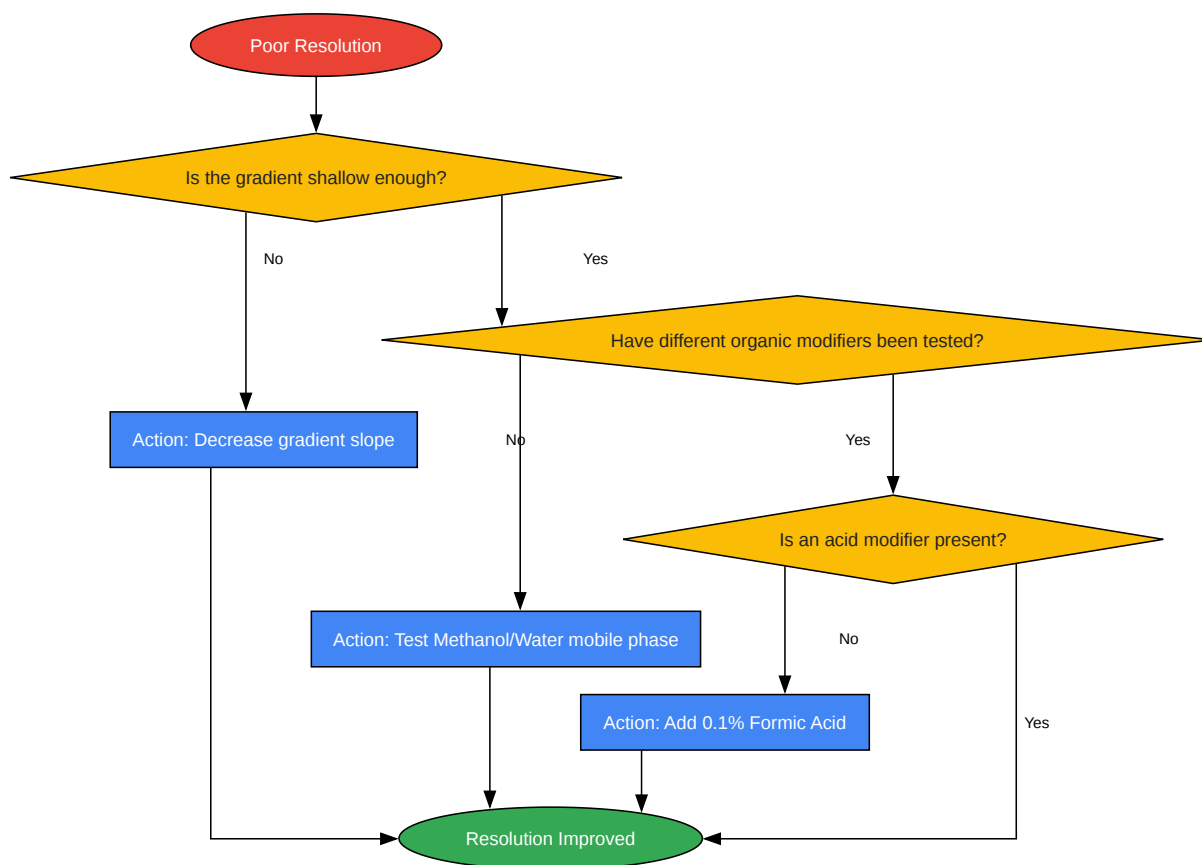 Poor Resolution
Is the gradient shallow enough?
No
Yes
Have different organic modifiers been tested?
Action: Decrease gradient slope
No
Yes
Is an acid modifier present?
Action: Test Methanol/Water mobile phase
No
Action: Add 0.1% Formic Acid
Yes
Resolution Improved